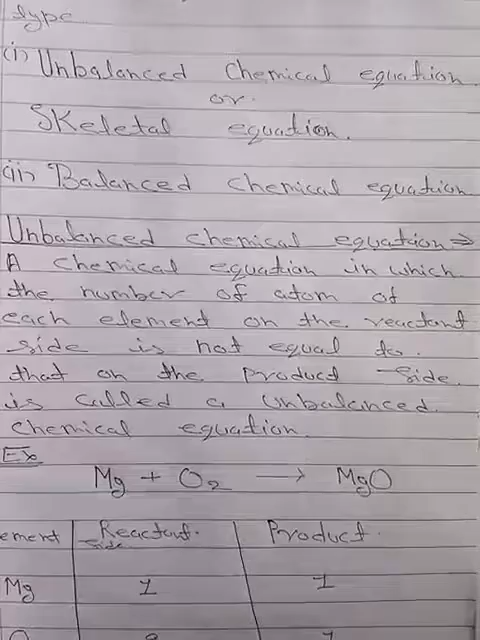 type
(i) Unbalanced chemical equation.
or.
Skeletal equation.
(ii) Balanced chemical equation
Unbalanced chemical equation ⇒
A chemical equation in which
the number of atom of
each element on the reactant
side is not equal to.
that on the product side.
is called a unbalanced.
chemical equation.
Ex
Mg + O₂ → MgO
ement Reactant. Product.
side
Mg 1 1